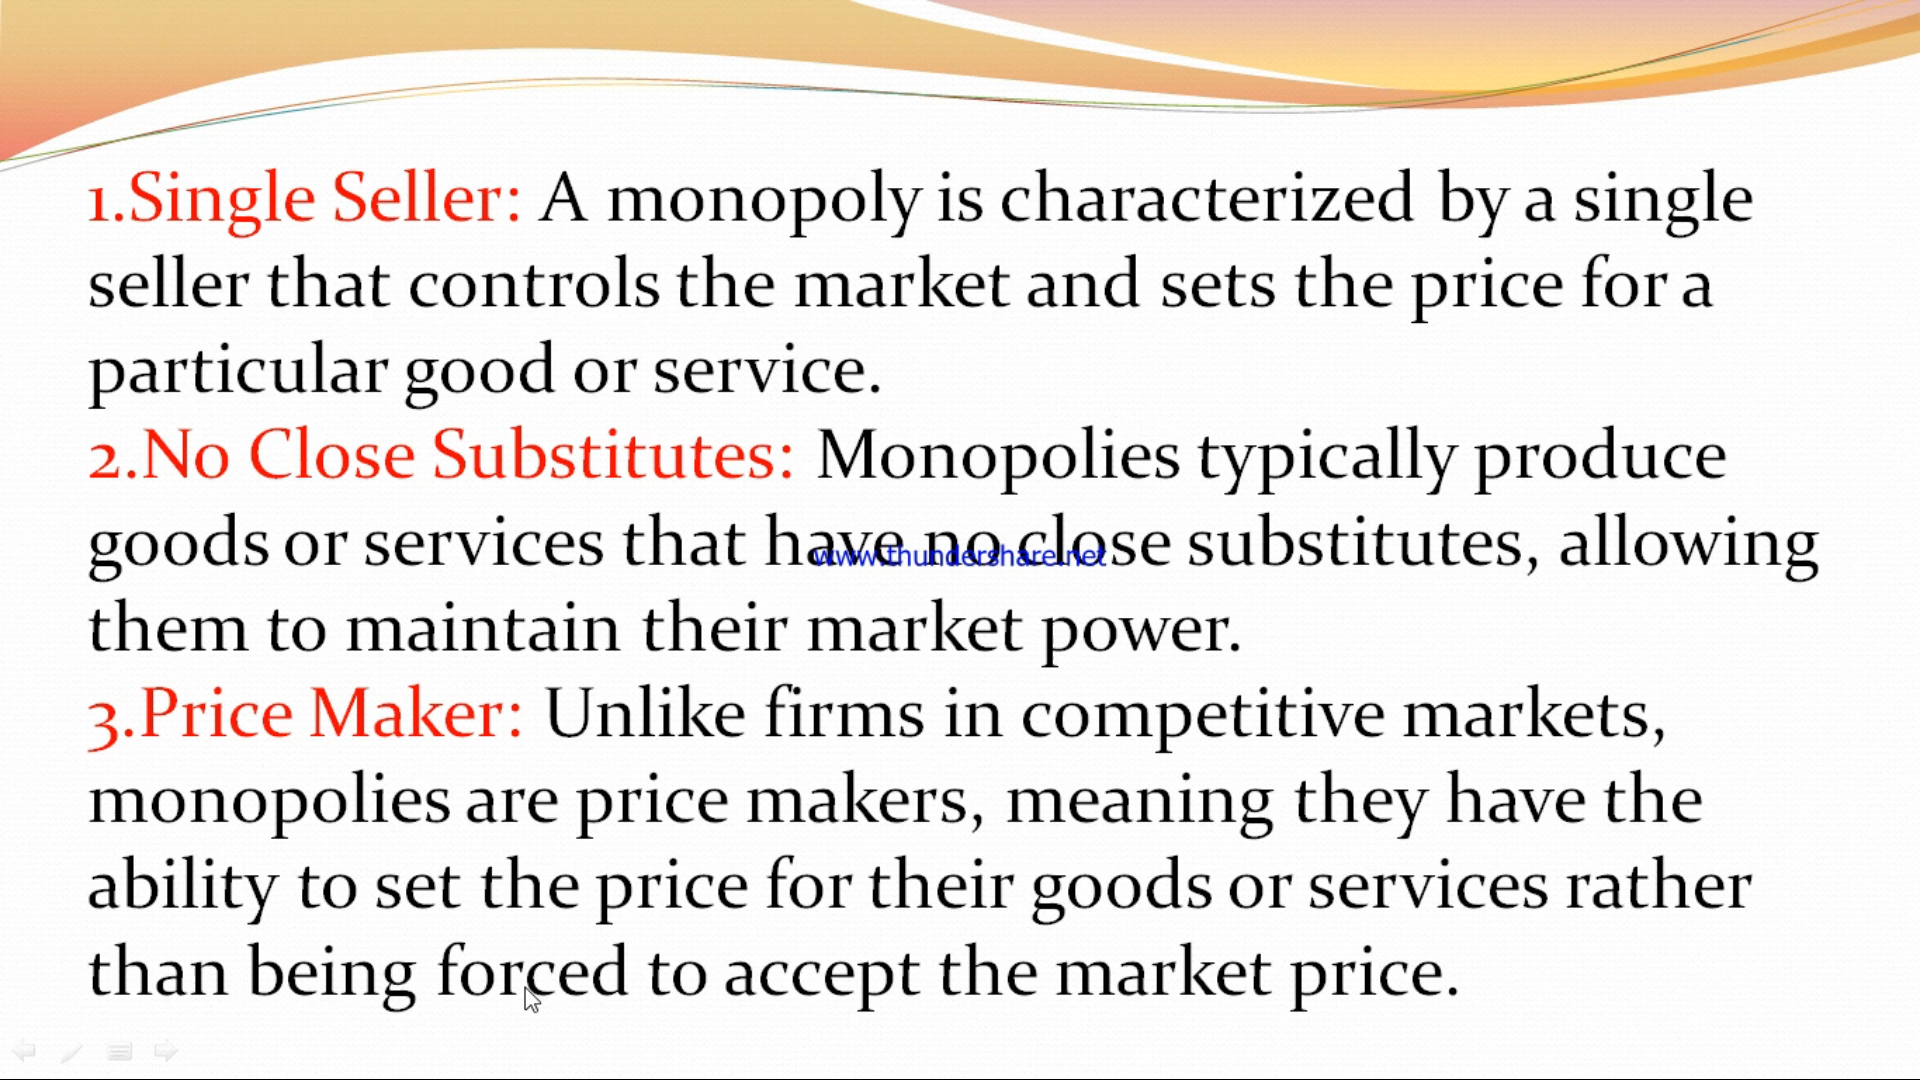 1.Single Seller: A monopoly is characterized by a single
seller that controls the market and sets the price for a
particular good or service.
2.No Close Substitutes: Monopolies typically produce
goods or services that have no close substitutes, allowing
www.thundershare.net
them to maintain their market power.
3.Price Maker: Unlike firms in competitive markets,
monopolies are price makers, meaning they have the
ability to set the price for their goods or services rather
than being forced to accept the market price.